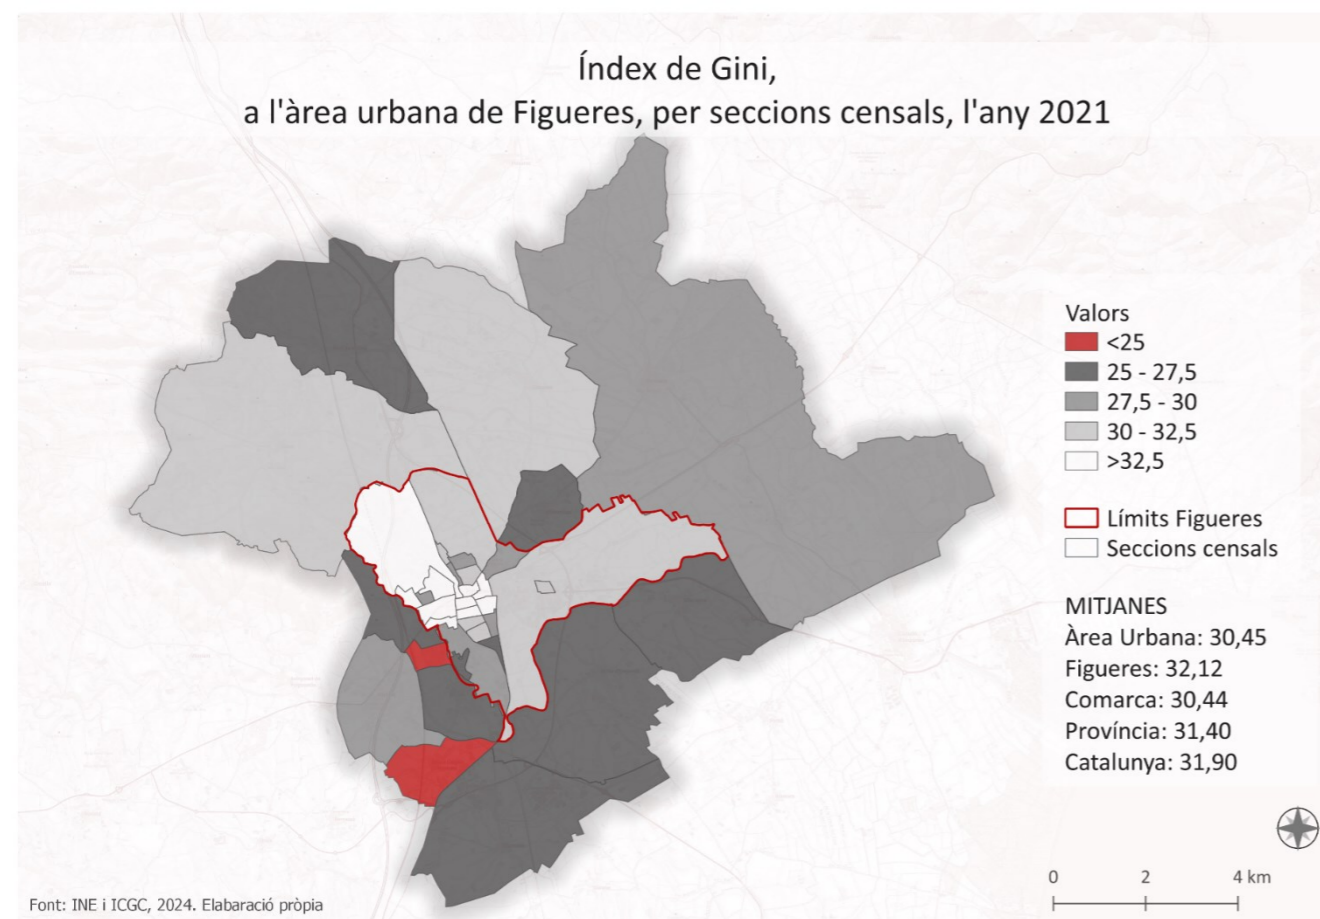 Índex de Gini,
a l'àrea urbana de Figueres, per seccions censals, l'any 2021
Valors
<25
25 - 27,5
27,5 - 30
30 - 32,5
>32,5
Límits Figueres
Seccions censals
MITJANES
Àrea Urbana: 30,45
Figueres: 32,12
Comarca: 30,44
Província: 31,40
Catalunya: 31,90
0 2 4 km
Font: INE i ICGC, 2024. Elabaració pròpia